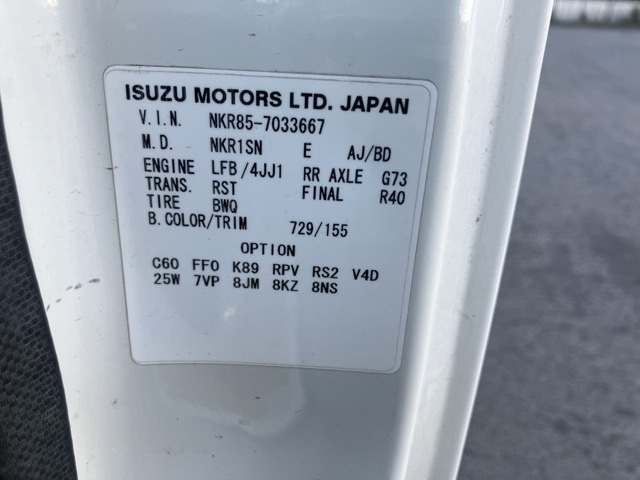 ISUZU MOTORS LTD. JAPAN
V.I.N. NKR85-7033667
M.D. NKR1SN E AJ/BD
ENGINE LFB/4JJ1 RR AXLE G73
TRANS. RST FINAL R40
TIRE BWQ
B.COLOR/TRIM 729/155
OPTION
C60 FF0 K89 RPV RS2 V4D
25W 7VP 8JM 8KZ 8NS